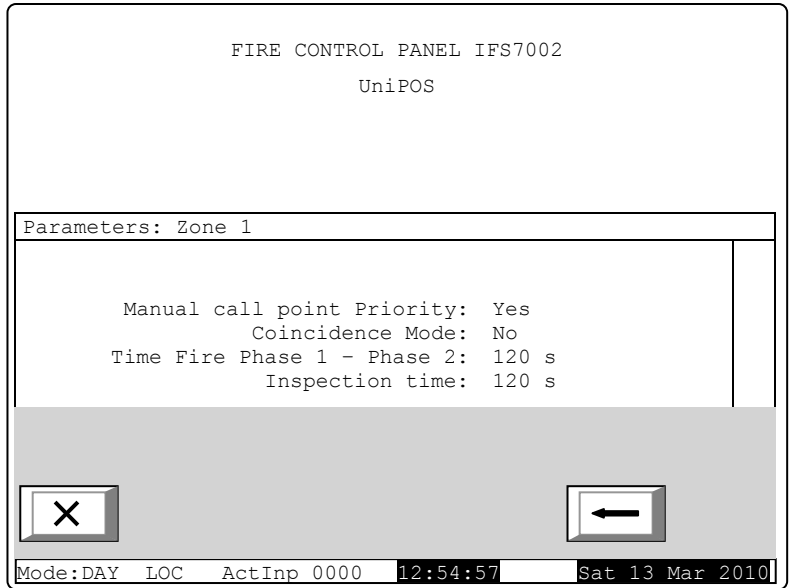 FIRE CONTROL PANEL IFS7002
UniPOS
Parameters: Zone 1
Manual call point Priority: Yes
Coincidence Mode: No
Time Fire Phase 1 – Phase 2: 120 s
Inspection time: 120 s
Mode:DAY LOC ActInp 0000 12:54:57 Sat 13 Mar 2010